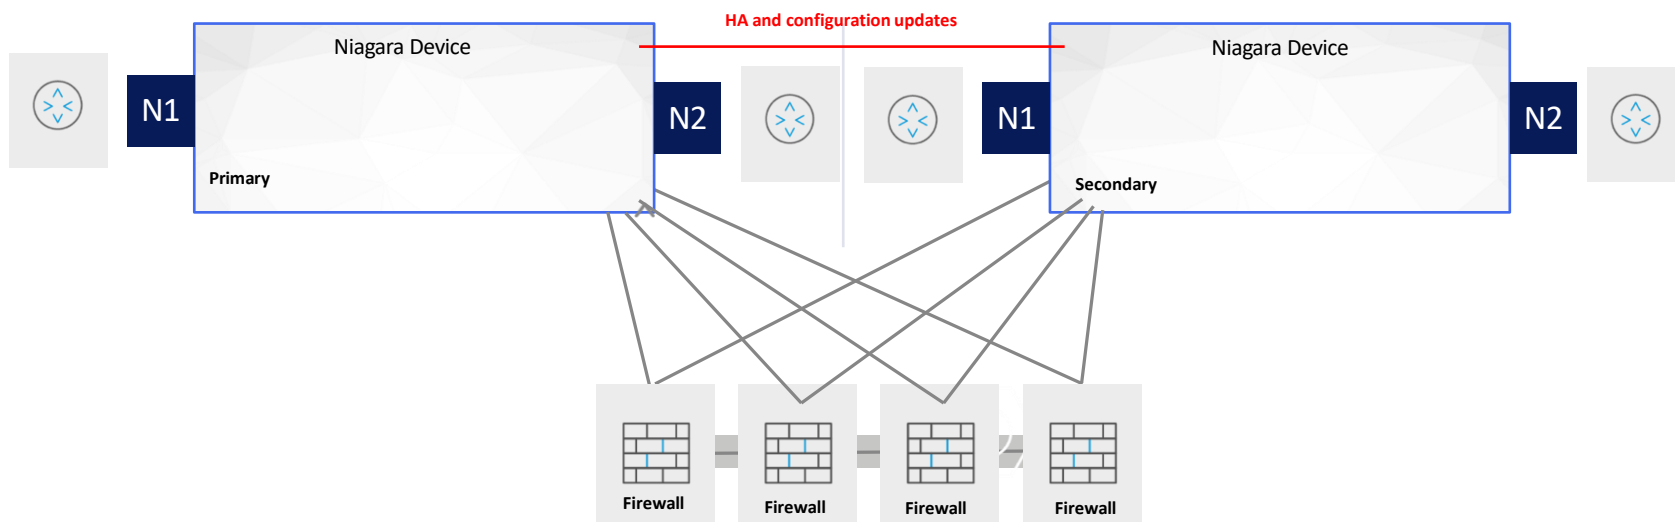 HA and configuration updates
Niagara Device
Niagara Device
N1
N2
N1
N2
Primary
Secondary
Firewall
Firewall
Firewall
Firewall